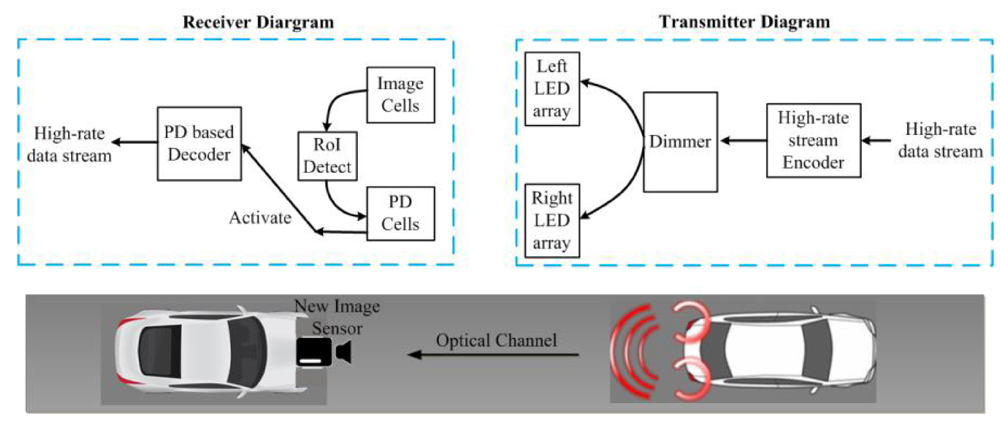 Receiver Diargram
Image
Cells
RoI
Detect
PD
Cells
Activate
PD based
Decoder
High-rate
data stream
Transmitter Diagram
Left
LED
array
Right
LED
array
Dimmer
High-rate
stream
Encoder
High-rate
data stream
New Image
Sensor
Optical Channel